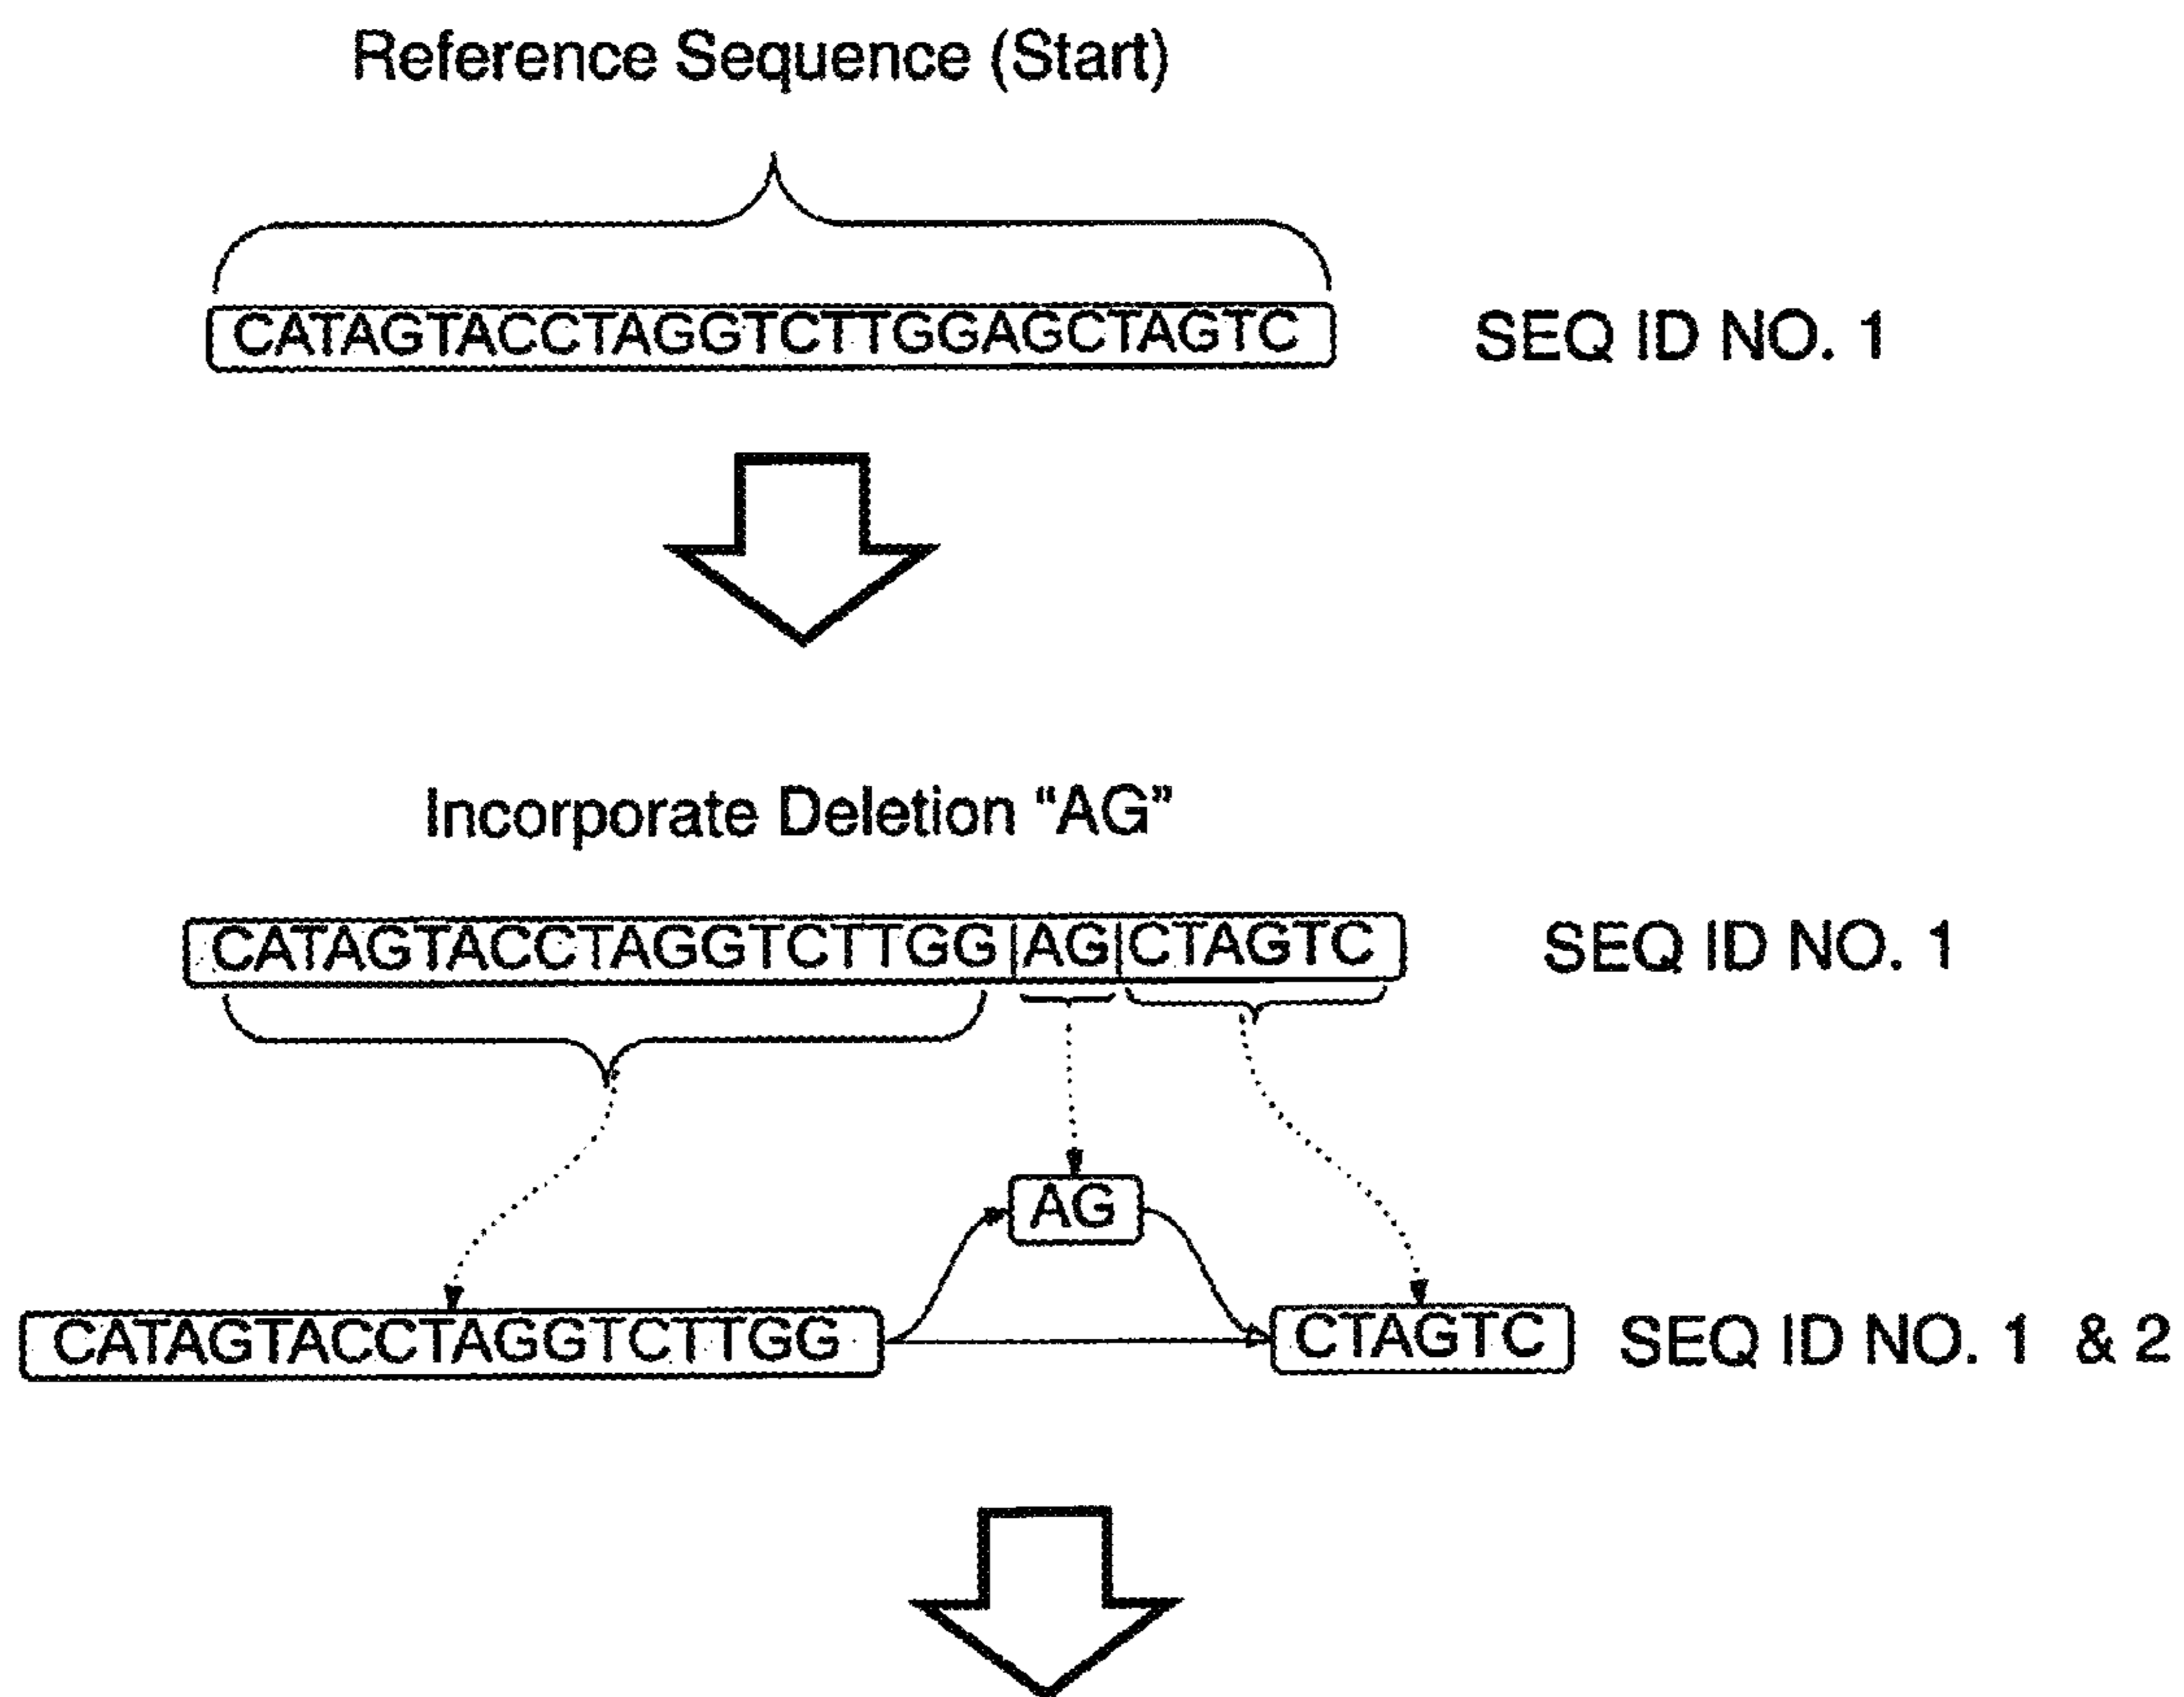 Reference Sequence (Start)
CATAGTACCTAGGTCTTGGAGCTAGTC SEQ ID NO. 1
Incorporate Deletion “AG”
CATAGTACCTAGGTCTTGG|AG|CTAGTC SEQ ID NO. 1
AG
CATAGTACCTAGGTCTTGG CTAGTC SEQ ID NO. 1 & 2